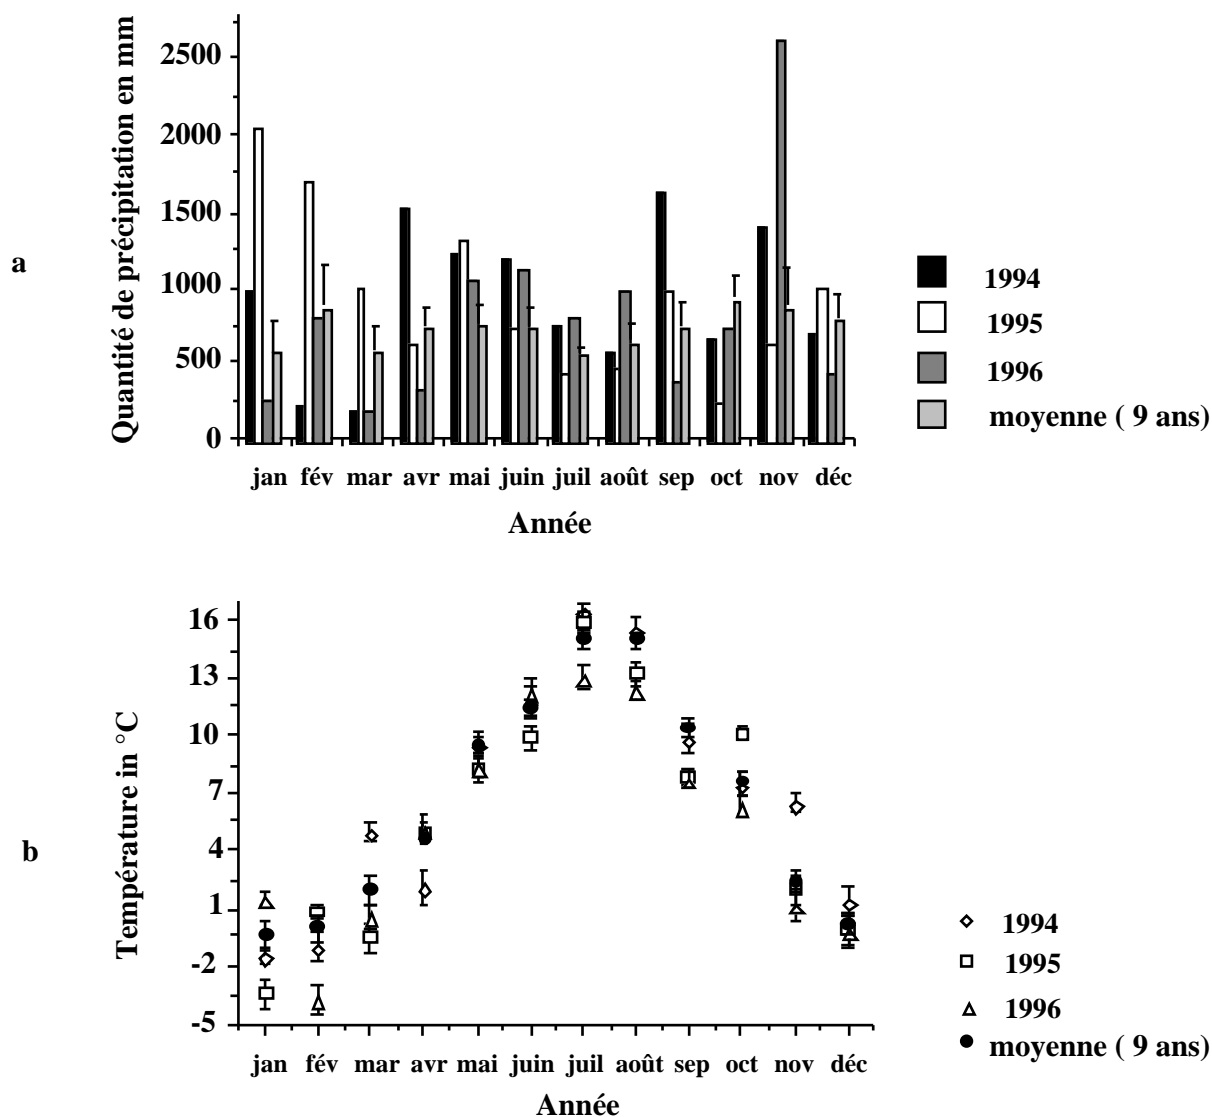 a
Quantité de précipitation en mm
2500
2000
1500
1000
500
0
jan fév mar avr mai juin juil août sep oct nov déc
Année
1994
1995
1996
moyenne ( 9 ans)
b
Température in °C
16
13
10
7
4
1
-2
-5
jan fév mar avr mai juin juil août sep oct nov déc
Année
1994
1995
1996
moyenne ( 9 ans)